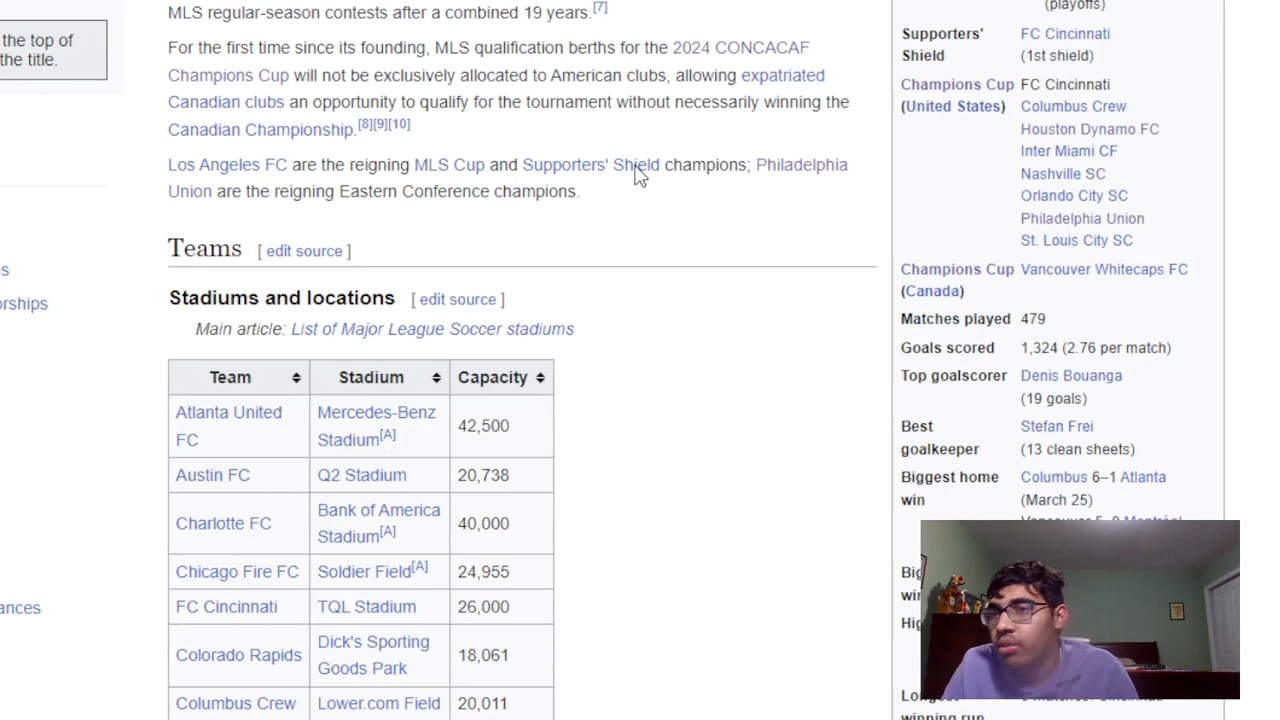 the top of
the title.
s
orships
ances
MLS regular-season contests after a combined 19 years.[7]
For the first time since its founding, MLS qualification berths for the 2024 CONCACAF
Champions Cup will not be exclusively allocated to American clubs, allowing expatriated
Canadian clubs an opportunity to qualify for the tournament without necessarily winning the
Canadian Championship.[8][9][10]
Los Angeles FC are the reigning MLS Cup and Supporters' Shield champions; Philadelphia
Union are the reigning Eastern Conference champions.
Teams [ edit source ]
Stadiums and locations [ edit source ]
Main article: List of Major League Soccer stadiums
Team Stadium Capacity
Atlanta United FC Mercedes-Benz Stadium[A] 42,500
Austin FC Q2 Stadium 20,738
Charlotte FC Bank of America Stadium[A] 40,000
Chicago Fire FC Soldier Field[A] 24,955
FC Cincinnati TQL Stadium 26,000
Colorado Rapids Dick's Sporting Goods Park 18,061
Columbus Crew Lower.com Field 20,011
(playoffs)
Supporters' Shield FC Cincinnati
(1st shield)
Champions Cup (United States) FC Cincinnati
Columbus Crew
Houston Dynamo FC
Inter Miami CF
Nashville SC
Orlando City SC
Philadelphia Union
St. Louis City SC
Champions Cup (Canada) Vancouver Whitecaps FC
Matches played 479
Goals scored 1,324 (2.76 per match)
Top goalscorer Denis Bouanga
(19 goals)
Best goalkeeper Stefan Frei
(13 clean sheets)
Biggest home win Columbus 6–1 Atlanta
(March 25)
winning run